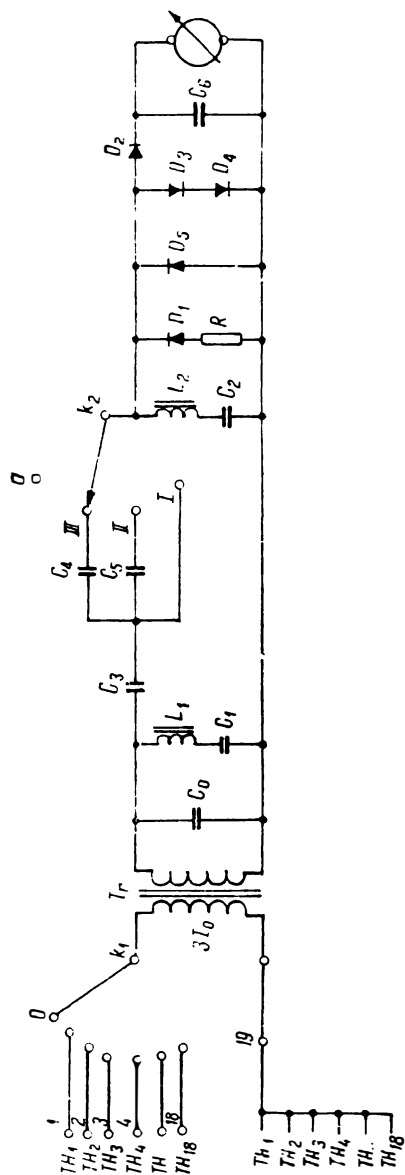 0
1
TH₁
2
TH₂
3
TH₃
4
TH₄
TH
18
TH₁₈
k₁
Tr
3I₀
C₀
L₁
C₁
C₃
C₄
C₅
III
II
I
0
k₂
L₂
C₂
D₁
R
D₅
D₃
D₄
D₂
C₆
19
TH₁
TH₂
TH₃
TH₄
TH..
TH₁₈